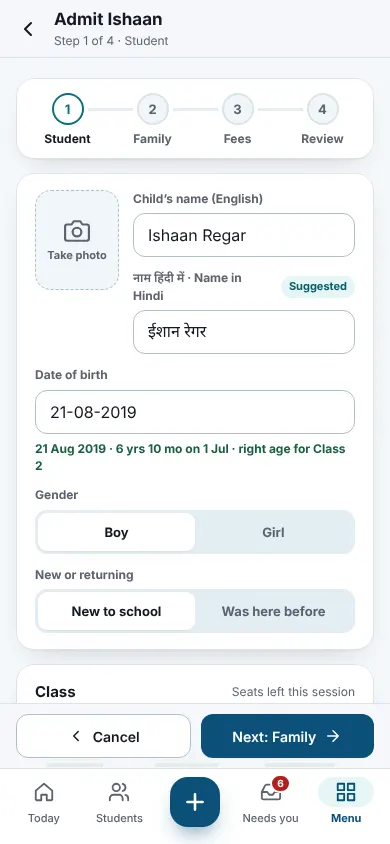 Admit Ishaan
Step 1 of 4 · Student
1
2
3
4
Student
Family
Fees
Review
Take photo
Child's name (English)
Ishaan Regar
नाम हिंदी में · Name in
Hindi
Suggested
ईशान रेगर
Date of birth
21-08-2019
21 Aug 2019 · 6 yrs 10 mo on 1 Jul · right age for Class
2
Gender
Boy
Girl
New or returning
New to school
Was here before
Class
Seats left this session
Cancel
Next: Family
Today
Students
6
Needs you
Menu